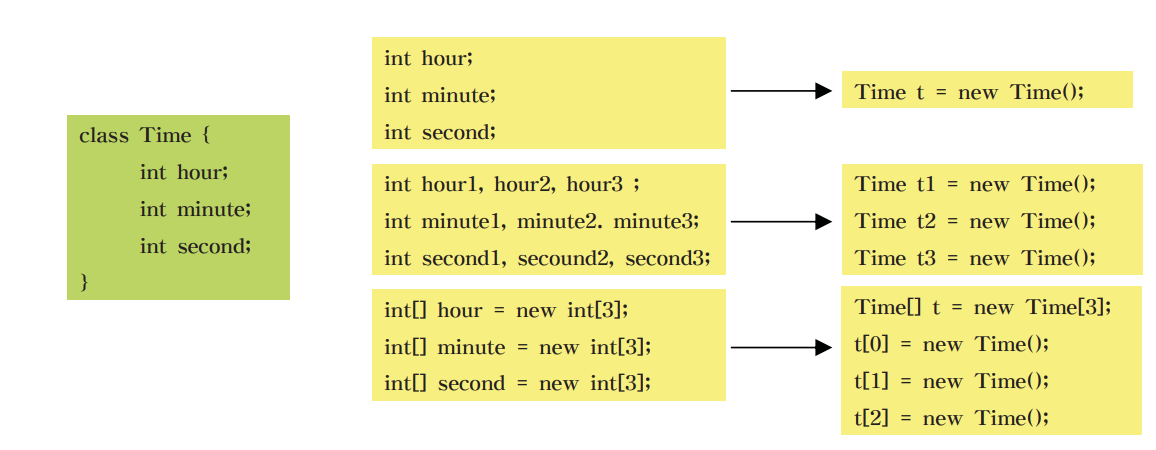 class Time {
int hour;
int minute;
int second;
}
int hour;
int minute;
int second;
Time t = new Time();
int hour1, hour2, hour3 ;
int minute1, minute2. minute3;
int second1, secound2, second3;
Time t1 = new Time();
Time t2 = new Time();
Time t3 = new Time();
int[] hour = new int[3];
int[] minute = new int[3];
int[] second = new int[3];
Time[] t = new Time[3];
t[0] = new Time();
t[1] = new Time();
t[2] = new Time();